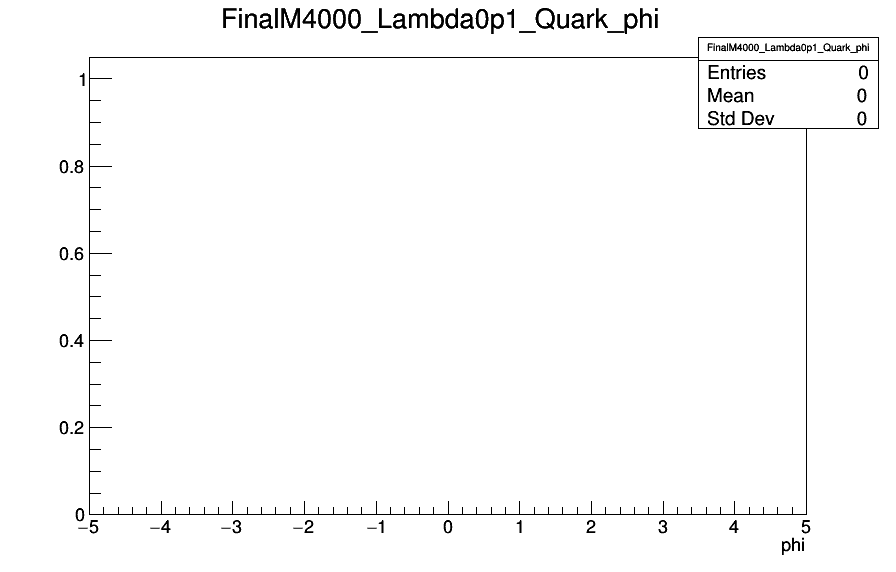 FinalM4000_Lambda0p1_Quark_phi
FinalM4000_Lambda0p1_Quark_phi
Entries 0
Mean 0
Std Dev 0
1
0.8
0.6
0.4
0.2
0
−5 −4 −3 −2 −1 0 1 2 3 4 5
phi